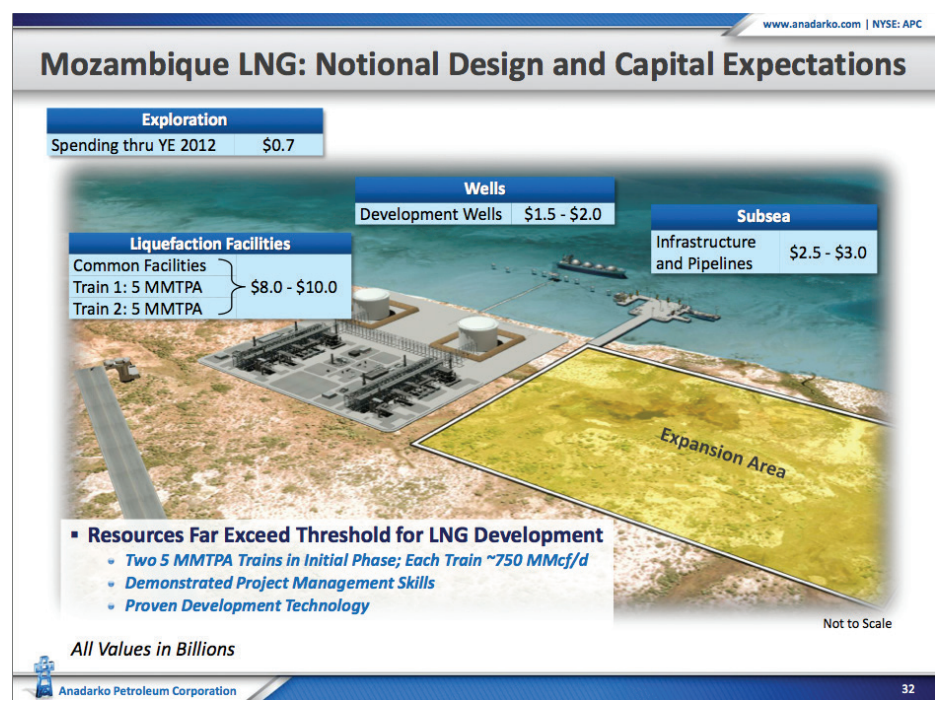 www.anadarko.com | NYSE: APC
Mozambique LNG: Notional Design and Capital Expectations
Exploration
Spending thru YE 2012 $0.7
Wells
Development Wells $1.5 - $2.0
Subsea
Infrastructure
and Pipelines $2.5 - $3.0
Liquefaction Facilities
Common Facilities
Train 1: 5 MMTPA $8.0 - $10.0
Train 2: 5 MMTPA
Expansion Area
▪ Resources Far Exceed Threshold for LNG Development
• Two 5 MMTPA Trains in Initial Phase; Each Train ~750 MMcf/d
• Demonstrated Project Management Skills
• Proven Development Technology
Not to Scale
All Values in Billions
Anadarko Petroleum Corporation
32